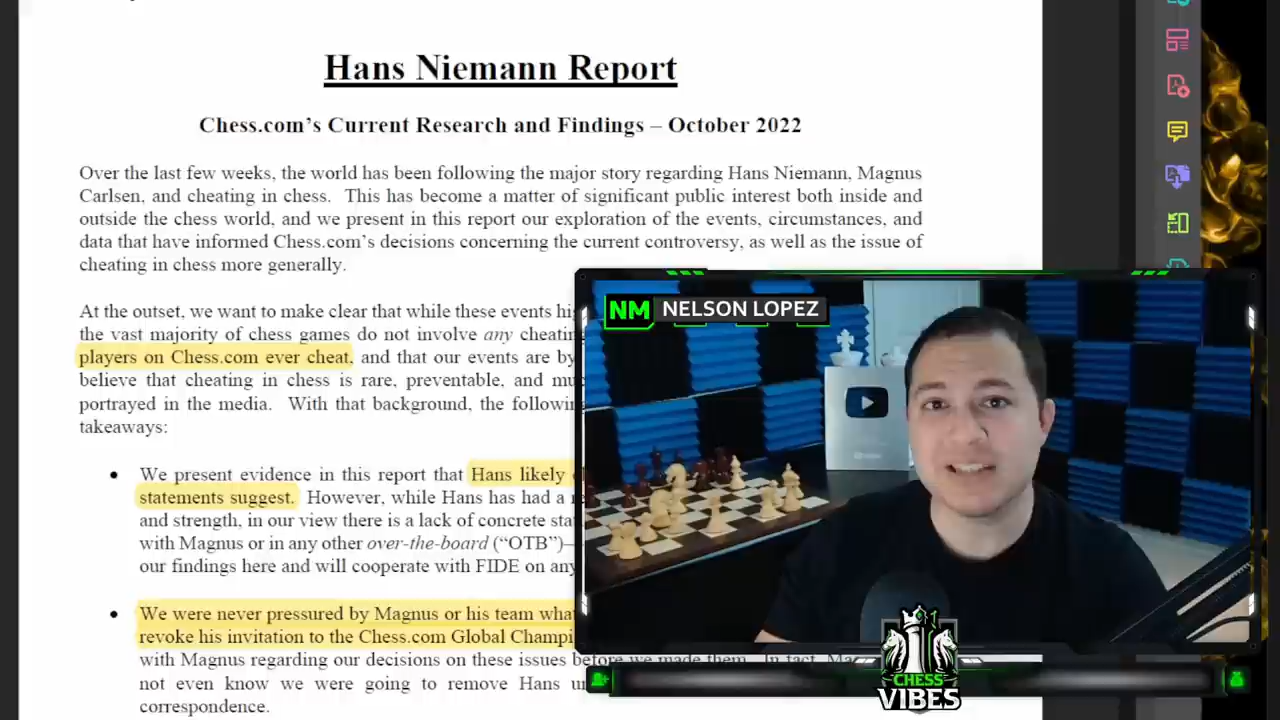 Hans Niemann Report
Chess.com's Current Research and Findings – October 2022
Over the last few weeks, the world has been following the major story regarding Hans Niemann, Magnus
Carlsen, and cheating in chess. This has become a matter of significant public interest both inside and
outside the chess world, and we present in this report our exploration of the events, circumstances, and
data that have informed Chess.com's decisions concerning the current controversy, as well as the issue of
cheating in chess more generally.
At the outset, we want to make clear that while these events
the vast majority of chess games do not involve any
players on Chess.com ever cheat, and that our events are by
believe that cheating in chess is rare, preventable, and
portrayed in the media. With that background, the
takeaways:
• We present evidence in this report that Hans likely
statements suggest. However, while Hans has had a
and strength, in our view there is a lack of concrete
with Magnus or in any other over-the-board ("OTB")—
our findings here and will cooperate with FIDE on any
• We were never pressured by Magnus or his team
revoke his invitation to the Chess.com Global
with Magnus regarding our decisions on these issues before we made them. In fact,
not even know we were going to remove Hans
correspondence.
NM NELSON LOPEZ
CHESS
VIBES